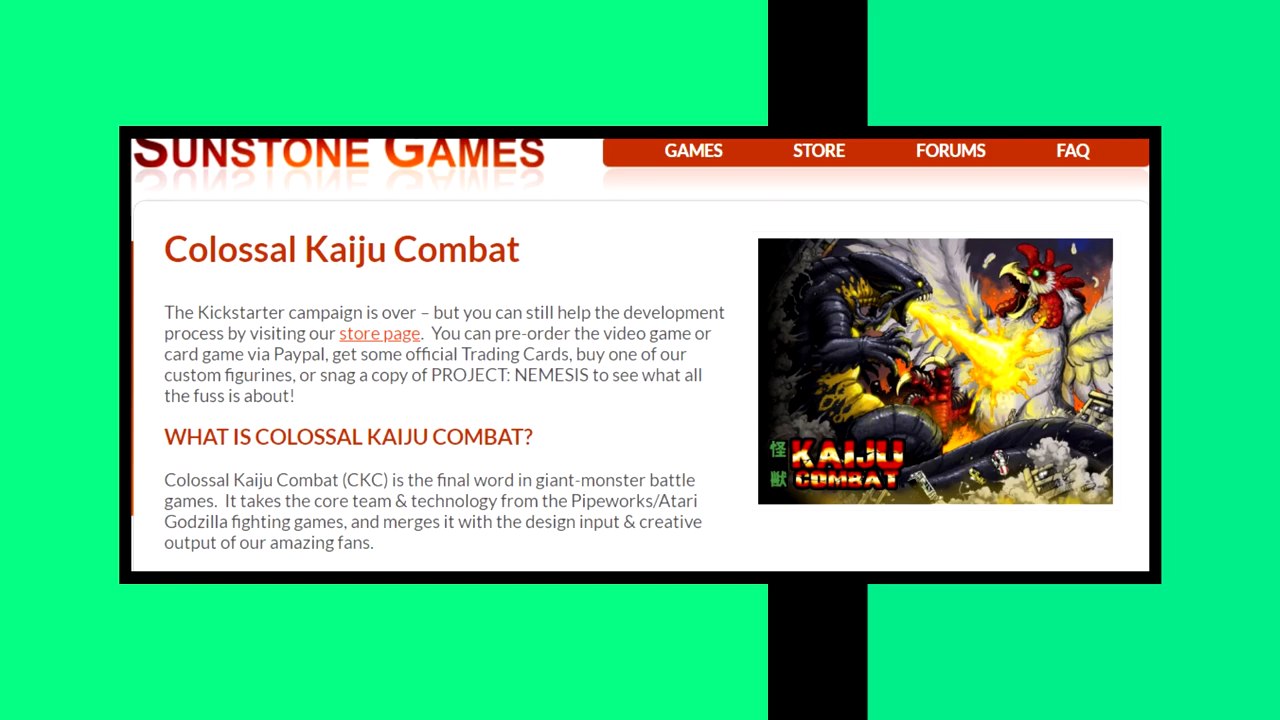 SUNSTONE GAMES
GAMES STORE FORUMS FAQ
Colossal Kaiju Combat
The Kickstarter campaign is over – but you can still help the development
process by visiting our store page. You can pre-order the video game or
card game via Paypal, get some official Trading Cards, buy one of our
custom figurines, or snag a copy of PROJECT: NEMESIS to see what all
the fuss is about!
WHAT IS COLOSSAL KAIJU COMBAT?
Colossal Kaiju Combat (CKC) is the final word in giant-monster battle
games. It takes the core team & technology from the Pipeworks/Atari
Godzilla fighting games, and merges it with the design input & creative
output of our amazing fans.
怪獣
KAIJU
COMBAT